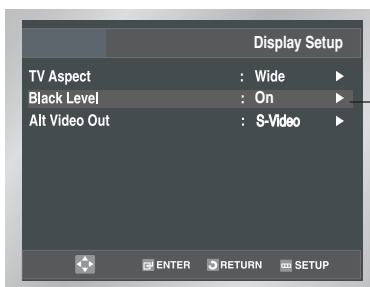 Display Setup
TV Aspect : Wide
Black Level : On
Alt Video Out : S-Video
ENTER RETURN SETUP